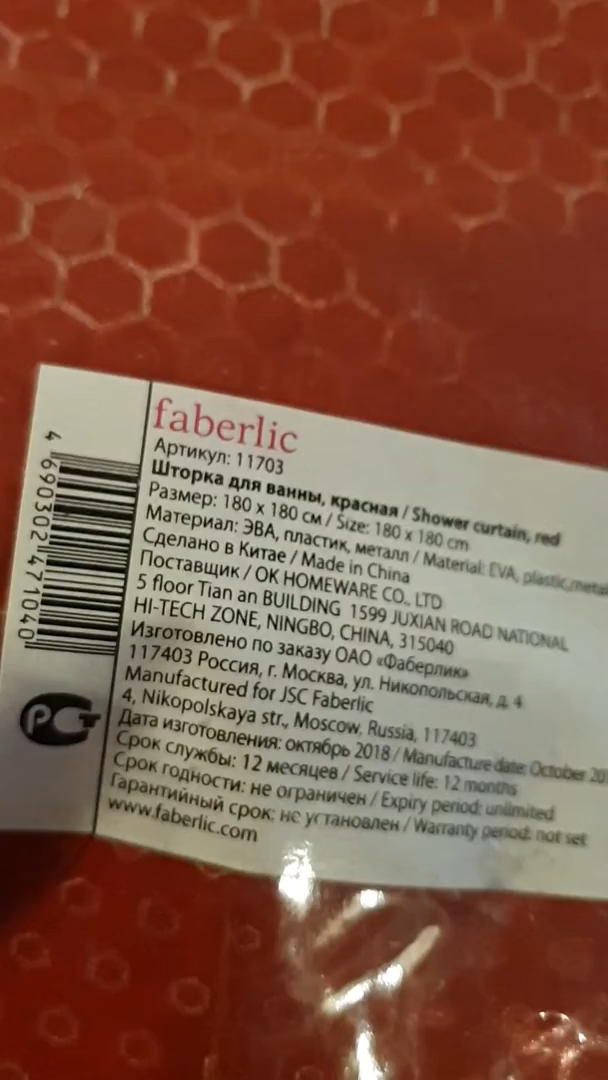 faberlic
Артикул: 11703
Шторка для ванны, красная / Shower curtain, red
Размер: 180 x 180 см / Size: 180 x 180 cm
Материал: ЭВА, пластик, металл / Material: EVA, plastic,
Сделано в Китае / Made in China
Поставщик / OK HOMEWARE CO., LTD
5 floor Tian an BUILDING 1599 JUXIAN ROAD NATIONAL
HI-TECH ZONE, NINGBO, CHINA, 315040
Изготовлено по заказу ОАО «Фаберлик»
117403 Россия, г. Москва, ул. Никопольская, д. 4
Manufactured for JSC Faberlic
4, Nikopolskaya str., Moscow, Russia, 117403
Дата изготовления: октябрь 2018 / Manufacture date: October
Срок службы: 12 месяцев / Service life: 12 months
Срок годности: не ограничен / Expiry period: unlimited
Гарантийный срок: не установлен / Warranty period: not set
www.faberlic.com
4 690302 471040
РСТ